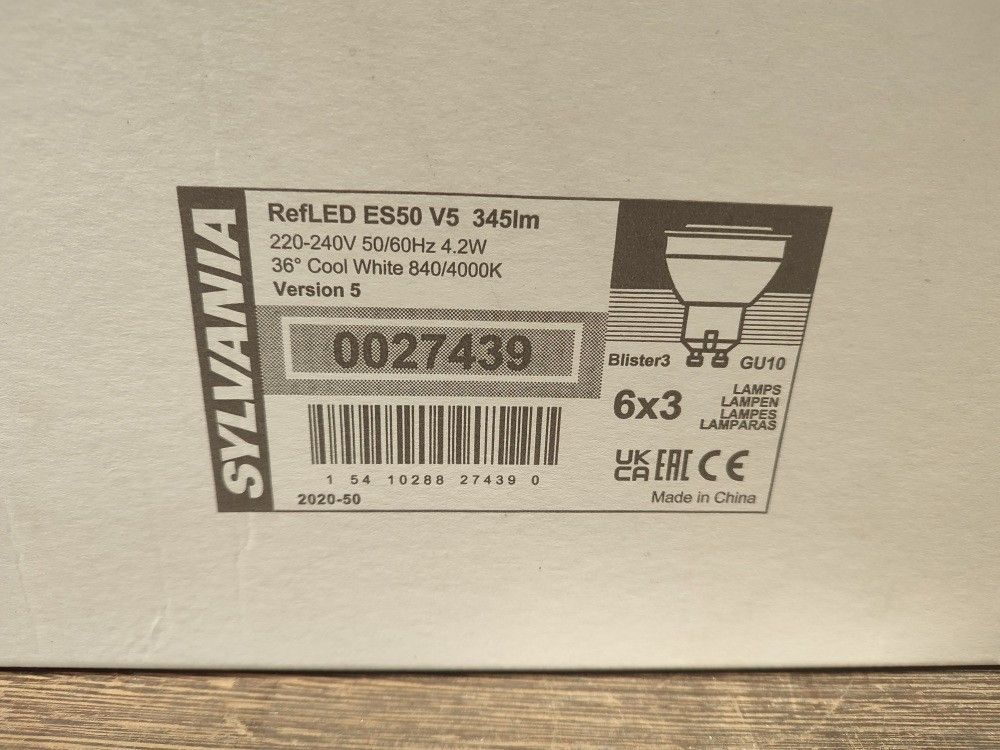 SYLVANIA
RefLED ES50 V5 345lm
220-240V 50/60Hz 4.2W
36° Cool White 840/4000K
Version 5
0027439
1 54 10288 27439 0
2020-50
Blister3
GU10
6x3
LAMPS
LAMPEN
LAMPES
LAMPARAS
UK
CA EAC CE
Made in China